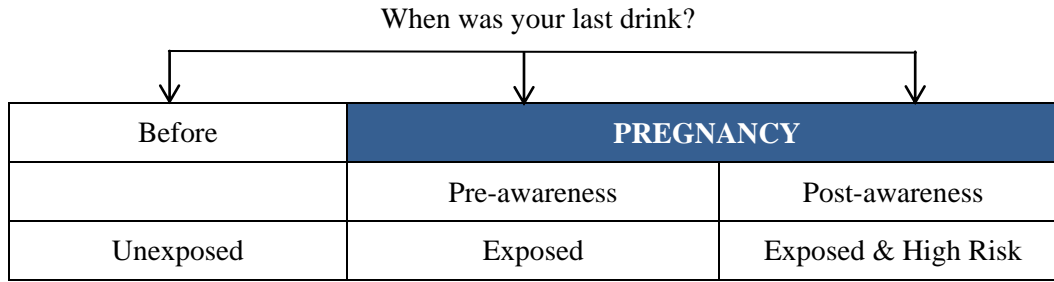 When was your last drink?
Before PREGNANCY
Pre-awareness Post-awareness
Unexposed Exposed Exposed & High Risk